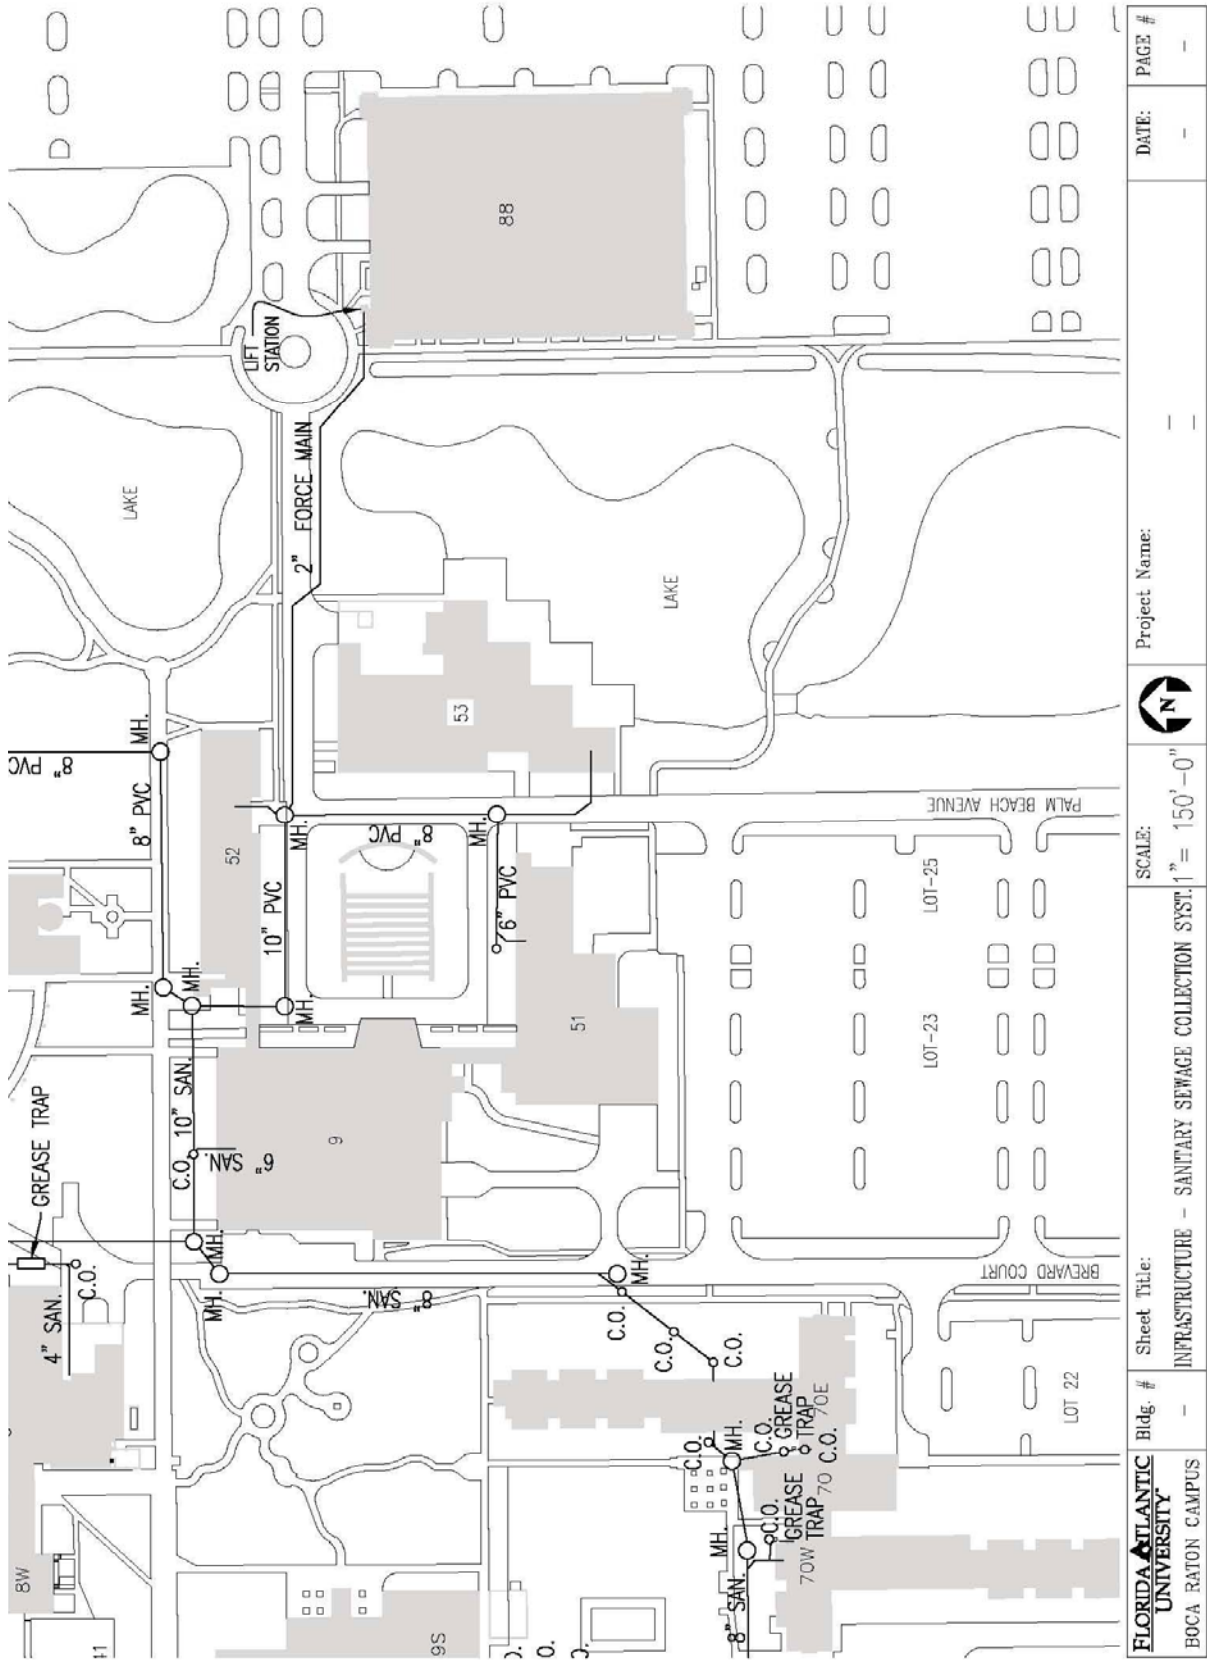 8W
41
9S
O.
O.
4" SAN.
C.O.
GREASE TRAP
MH.
MH.
C.O.
10" SAN.
6" SAN.
9
8" SAN.
MH.
MH.
MH.
8" PVC
MH.
8" PVC
52
10" PVC
MH.
MH.
8" PVC
MH.
6" PVC
51
53
LAKE
2" FORCE MAIN
LIFT
STATION
88
LAKE
MH.
C.O.
C.O.
C.O.
C.O.
MH.
C.O.
GREASE
TRAP
C.O.
70E
70
MH.
C.O.
GREASE
TRAP
70W
8" SAN.
LOT 22
BREVARD COURT
LOT-23
LOT-25
PALM BEACH AVENUE
FLORIDA ATLANTIC
UNIVERSITY
BOCA RATON CAMPUS
Bldg. #
-
Sheet Title:
INFRASTRUCTURE - SANITARY SEWAGE COLLECTION SYST.
SCALE:
1" = 150'-0"
N
Project Name:
-
-
DATE:
-
PAGE #
-